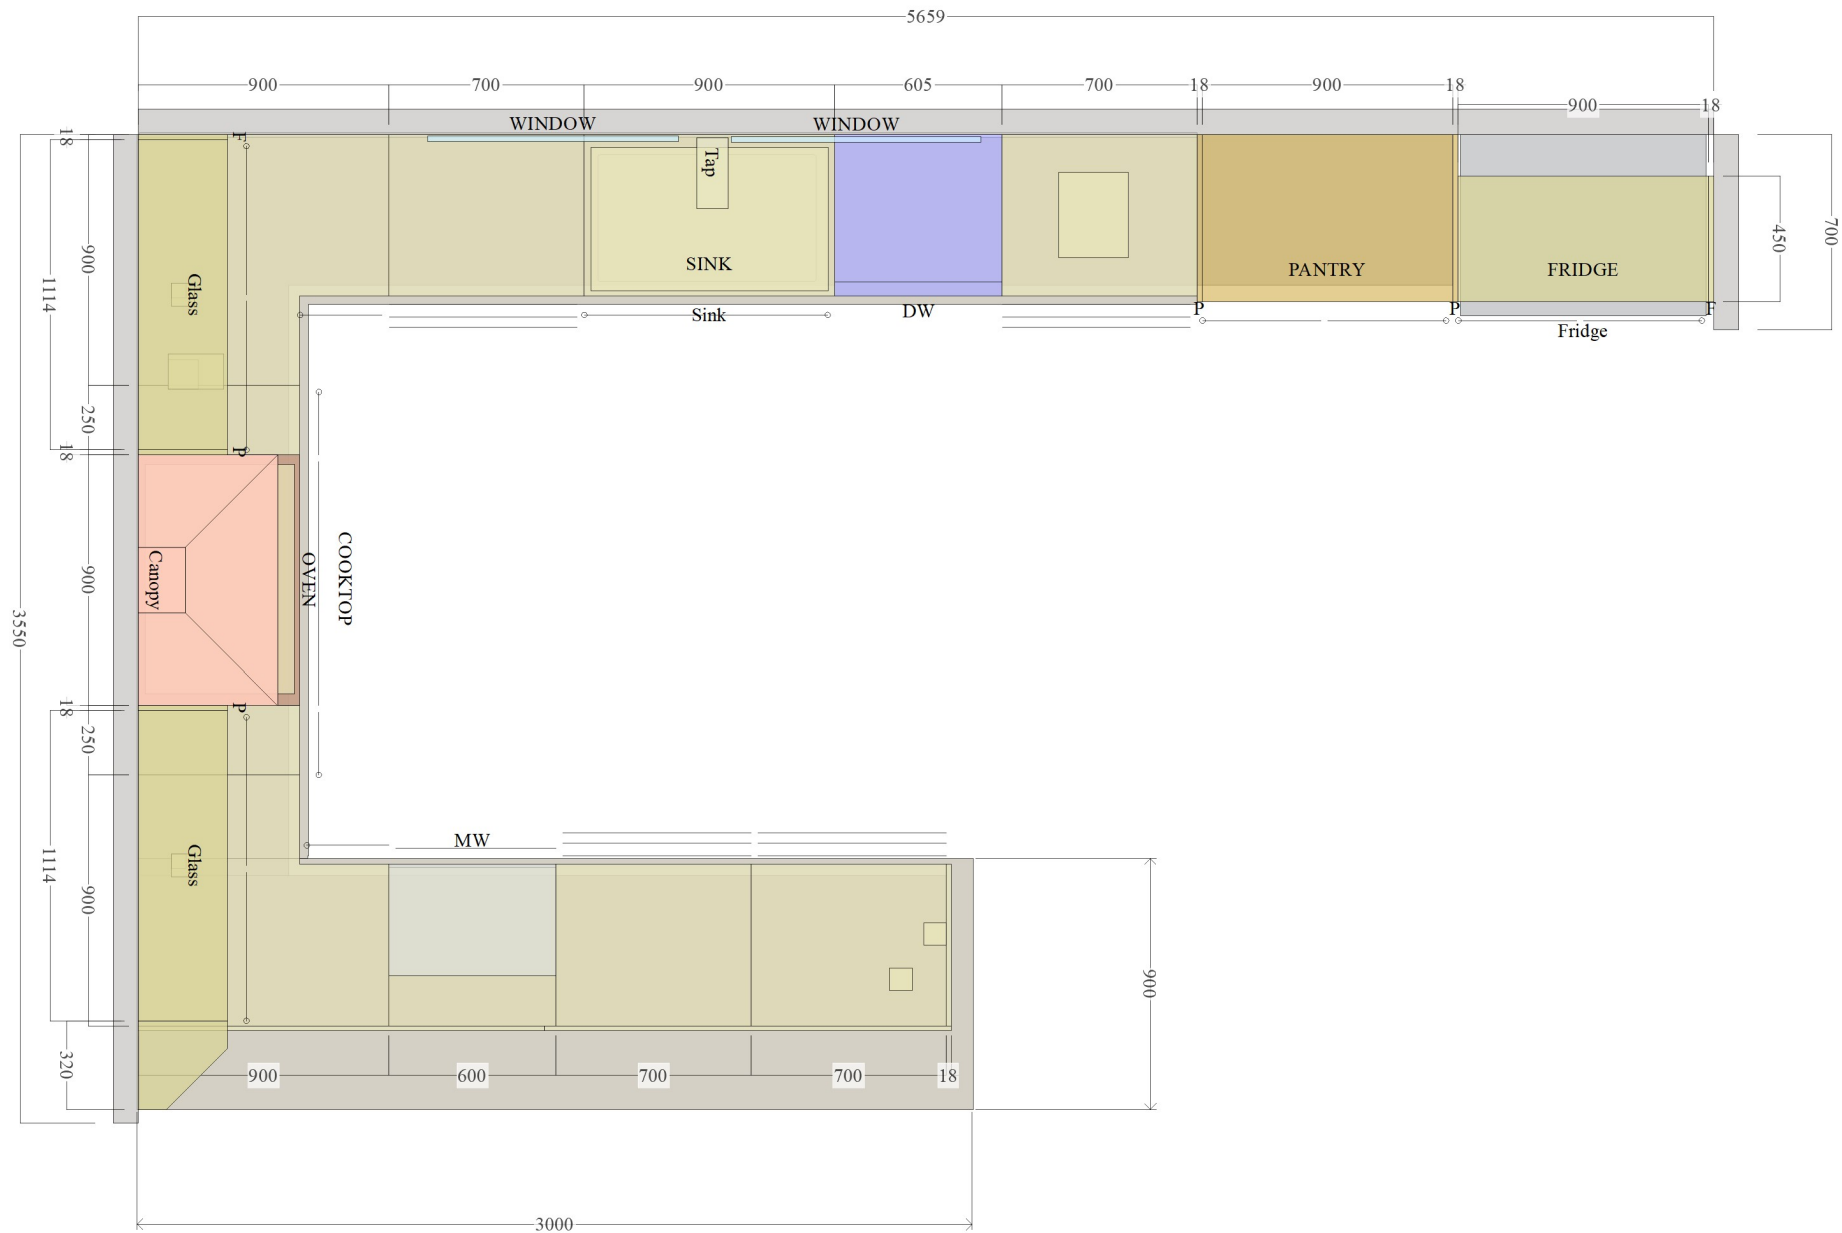 5659
900
700
900
605
700
18
900
18
900
18
WINDOW
WINDOW
18
F
Tap
900
1114
Glass
SINK
PANTRY
FRIDGE
450
700
Sink
DW
P
P
F
Fridge
250
18
P
3550
900
Canopy
OVEN
COOKTOP
18
P
250
MW
1114
900
Glass
900
320
900
600
700
700
18
3000